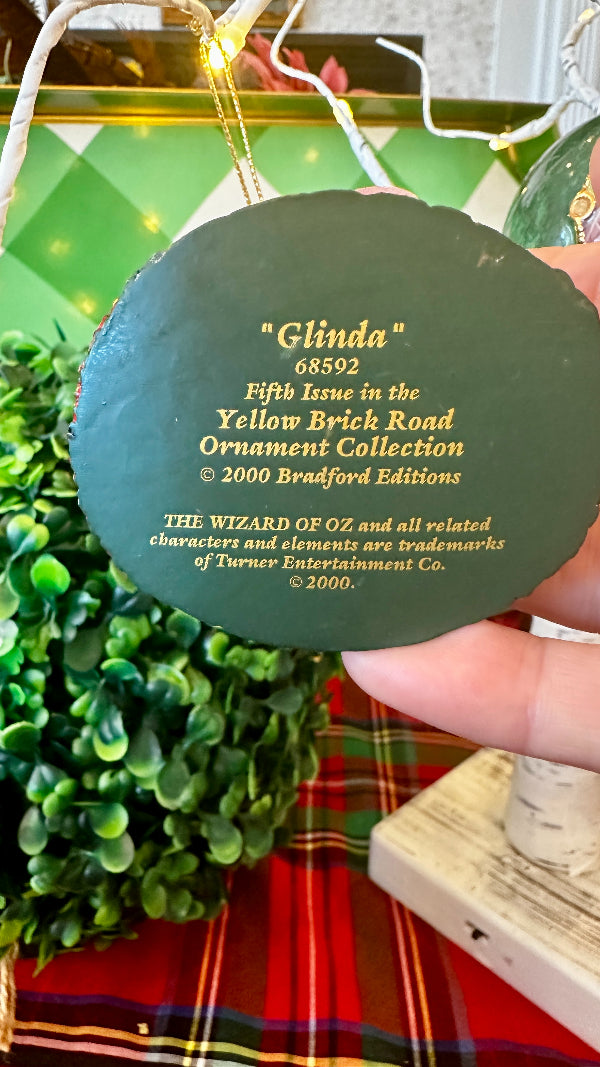 "Glinda"
68592
Fifth Issue in the
Yellow Brick Road
Ornament Collection
© 2000 Bradford Editions
THE WIZARD OF OZ and all related
characters and elements are trademarks
of Turner Entertainment Co.
© 2000.